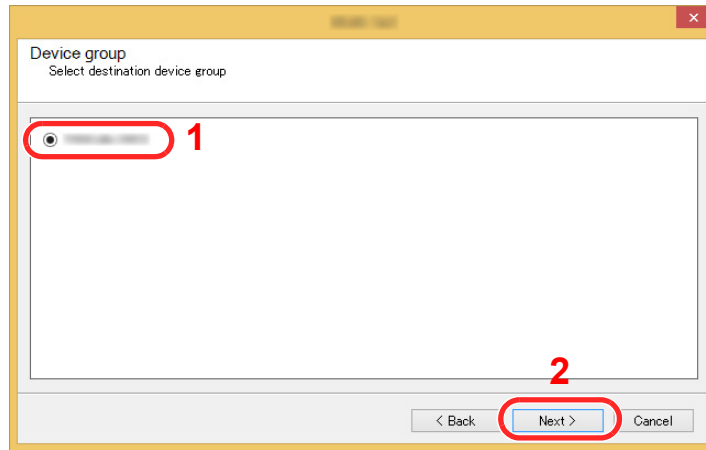 Device group
Select destination device group
1
2
< Back
Next >
Cancel